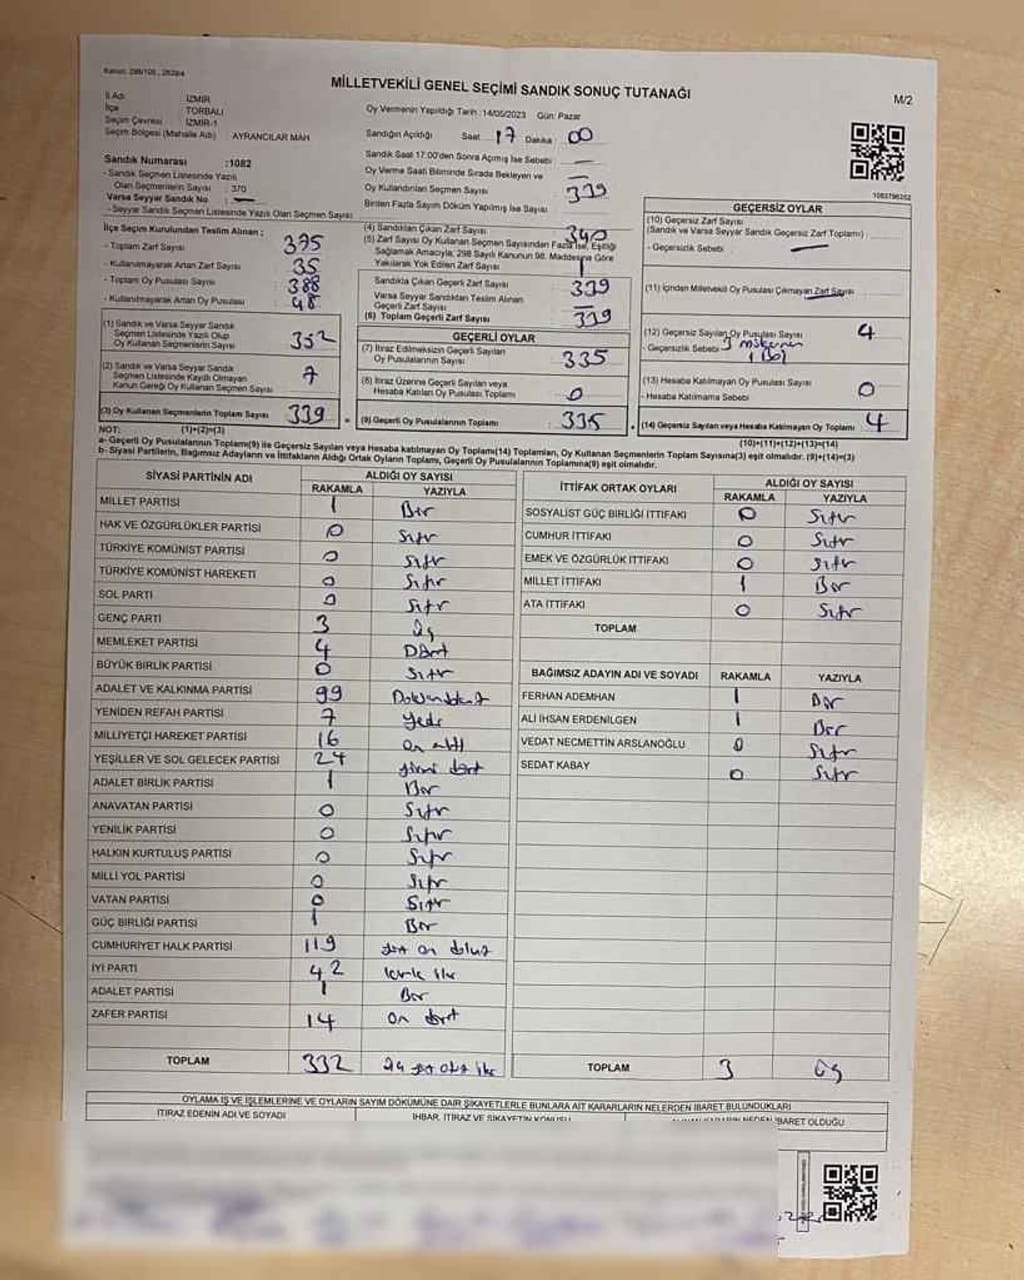 Kanun: 298/105, 2839/4
MİLLETVEKİLİ GENEL SEÇİMİ SANDIK SONUÇ TUTANAĞI
M/2
İl Adı İZMİR
İlçe TORBALI
Seçim Çevresi İZMİR-1
Seçim Bölgesi (Mahalle Adı) AYRANCILAR MAH
Sandık Numarası :1082
- Sandık Seçmen Listesinde Yazılı
Olan Seçmenlerin Sayısı : 370
Varsa Seyyar Sandık No —
- Seyyar Sandık Seçmen Listesinde Yazılı Olan Seçmen Sayısı
İlçe Seçim Kurulundan Teslim Alınan ;
- Toplam Zarf Sayısı 375
- Kullanılmayarak Artan Zarf Sayısı 35
- Toplam Oy Pusulası Sayısı 388
- Kullanılmayarak Artan Oy Pusulası 48
(1) Sandık ve Varsa Seyyar Sandık
Seçmen Listesinde Yazılı Olup
Oy Kullanan Seçmenlerin Sayısı 332
(2) Sandık ve Varsa Seyyar Sandık
Seçmen Listesinde Kayıtlı Olmayan
Kanun Gereği Oy Kullanan Seçmen Sayısı 7
(3) Oy Kullanan Seçmenlerin Toplam Sayısı 339
(1)+(2)=(3)
Oy Vermenin Yapıldığı Tarih :14/05/2023 Gün: Pazar
Sandığın Açıldığı Saat 17 Dakika : 00
Sandık Saat 17:00'den Sonra Açmış İse Sebebi : —
Oy Verme Saati Bitiminde Sırada Bekleyen ve —
Oy Kullandırılan Seçmen Sayısı 339
Birden Fazla Sayım Döküm Yapılmış İse Sayısı
(4) Sandıktan Çıkan Zarf Sayısı 340
(5) Zarf Sayısı Oy Kullanan Seçmen Sayısından Fazla İse, Eşitliği
Sağlamak Amacıyla, 298 Sayılı Kanunun 98. Maddesine Göre
Yakılarak Yok Edilen Zarf Sayısı 1
Sandıkta Çıkan Geçerli Zarf Sayısı 339
Varsa Seyyar Sandıktan Teslim Alınan
Geçerli Zarf Sayısı —
(6) Toplam Geçerli Zarf Sayısı 339
GEÇERLİ OYLAR
(7) İtiraz Edilmeksizin Geçerli Sayılan
Oy Pusulalarının Sayısı 335
(8) İtiraz Üzerine Geçerli Sayılan veya
Hesaba Katılan Oy Pusulası Toplamı 0
(9) Geçerli Oy Pusulalarının Toplamı 335
1083796352
GEÇERSİZ OYLAR
(10) Geçersiz Zarf Sayısı
(Sandık ve Varsa Seyyar Sandık Geçersiz Zarf Toplamı) :
- Geçersizlik Sebebi : —
(11) İçinden Milletvekili Oy Pusulası Çıkmayan Zarf Sayısı —
(12) Geçersiz Sayılan Oy Pusulası Sayısı 4
- Geçersizlik Sebebi 3
1 Boş
(13) Hesaba Katılmayan Oy Pusulası Sayısı 0
- Hesaba Katılmama Sebebi
(14) Geçersiz Sayılan veya Hesaba Katılmayan Oy Toplamı 4
(10)+(11)+(12)+(13)=(14)
NOT:
a- Geçerli Oy Pusulalarının Toplamı(9) ile Geçersiz Sayılan veya Hesaba katılmayan Oy Toplamı(14) Toplamları, Oy Kullanan Seçmenlerin Toplam Sayısına(3) eşit olmalıdır. (9)+(14)=(3)
b- Siyasi Partilerin, Bağımsız Adayların ve İttifakların Aldığı Ortak Oyların Toplamı, Geçerli Oy Pusulalarının Toplamına(9) eşit olmalıdır.
SİYASİ PARTİNİN ADI ALDIĞI OY SAYISI
RAKAMLA YAZIYLA
MİLLET PARTİSİ 1 Bir
HAK VE ÖZGÜRLÜKLER PARTİSİ 0 Sıfır
TÜRKİYE KOMÜNİST PARTİSİ 0 Sıfır
TÜRKİYE KOMÜNİST HAREKETİ 0 Sıfır
SOL PARTİ 0 Sıfır
GENÇ PARTİ 3 Üç
MEMLEKET PARTİSİ 4 Dört
BÜYÜK BİRLİK PARTİSİ 0 Sıfır
ADALET VE KALKINMA PARTİSİ 99 Doksandokuz
YENİDEN REFAH PARTİSİ 7 Yedi
MİLLİYETÇİ HAREKET PARTİSİ 16 on altı
YEŞİLLER VE SOL GELECEK PARTİSİ 24 yirmi dört
ADALET BİRLİK PARTİSİ 1 Bir
ANAVATAN PARTİSİ 0 Sıfır
YENİLİK PARTİSİ 0 Sıfır
HALKIN KURTULUŞ PARTİSİ 0 Sıfır
MİLLİ YOL PARTİSİ 0 Sıfır
VATAN PARTİSİ 0 Sıfır
GÜÇ BİRLİĞİ PARTİSİ 1 Bir
CUMHURİYET HALK PARTİSİ 119 yüz on dokuz
İYİ PARTİ 42 kırk iki
ADALET PARTİSİ 1 Bir
ZAFER PARTİSİ 14 on dört
TOPLAM 332 üç yüz otuz iki
İTTİFAK ORTAK OYLARI ALDIĞI OY SAYISI
RAKAMLA YAZIYLA
SOSYALİST GÜÇ BİRLİĞİ İTTİFAKI 0 Sıfır
CUMHUR İTTİFAKI 0 Sıfır
EMEK VE ÖZGÜRLÜK İTTİFAKI 0 Sıfır
MİLLET İTTİFAKI 1 Bir
ATA İTTİFAKI 0 Sıfır
TOPLAM
BAĞIMSIZ ADAYIN ADI VE SOYADI RAKAMLA YAZIYLA
FERHAN ADEMHAN 1 Bir
ALİ İHSAN ERDENİLGEN 1 Bir
VEDAT NECMETTİN ARSLANOĞLU 0 Sıfır
SEDAT KABAY 0 Sıfır
TOPLAM 3 üç
OYLAMA İŞ VE İŞLEMLERİNE VE OYLARIN SAYIM DÖKÜMÜNE DAİR ŞİKAYETLERLE BUNLARA AİT KARARLARIN NELERDEN İBARET BULUNDUKLARI
İTİRAZ EDENİN ADI VE SOYADI İHBAR, İTİRAZ VE ŞİKAYETİN KONUSU İBARET OLDUĞU